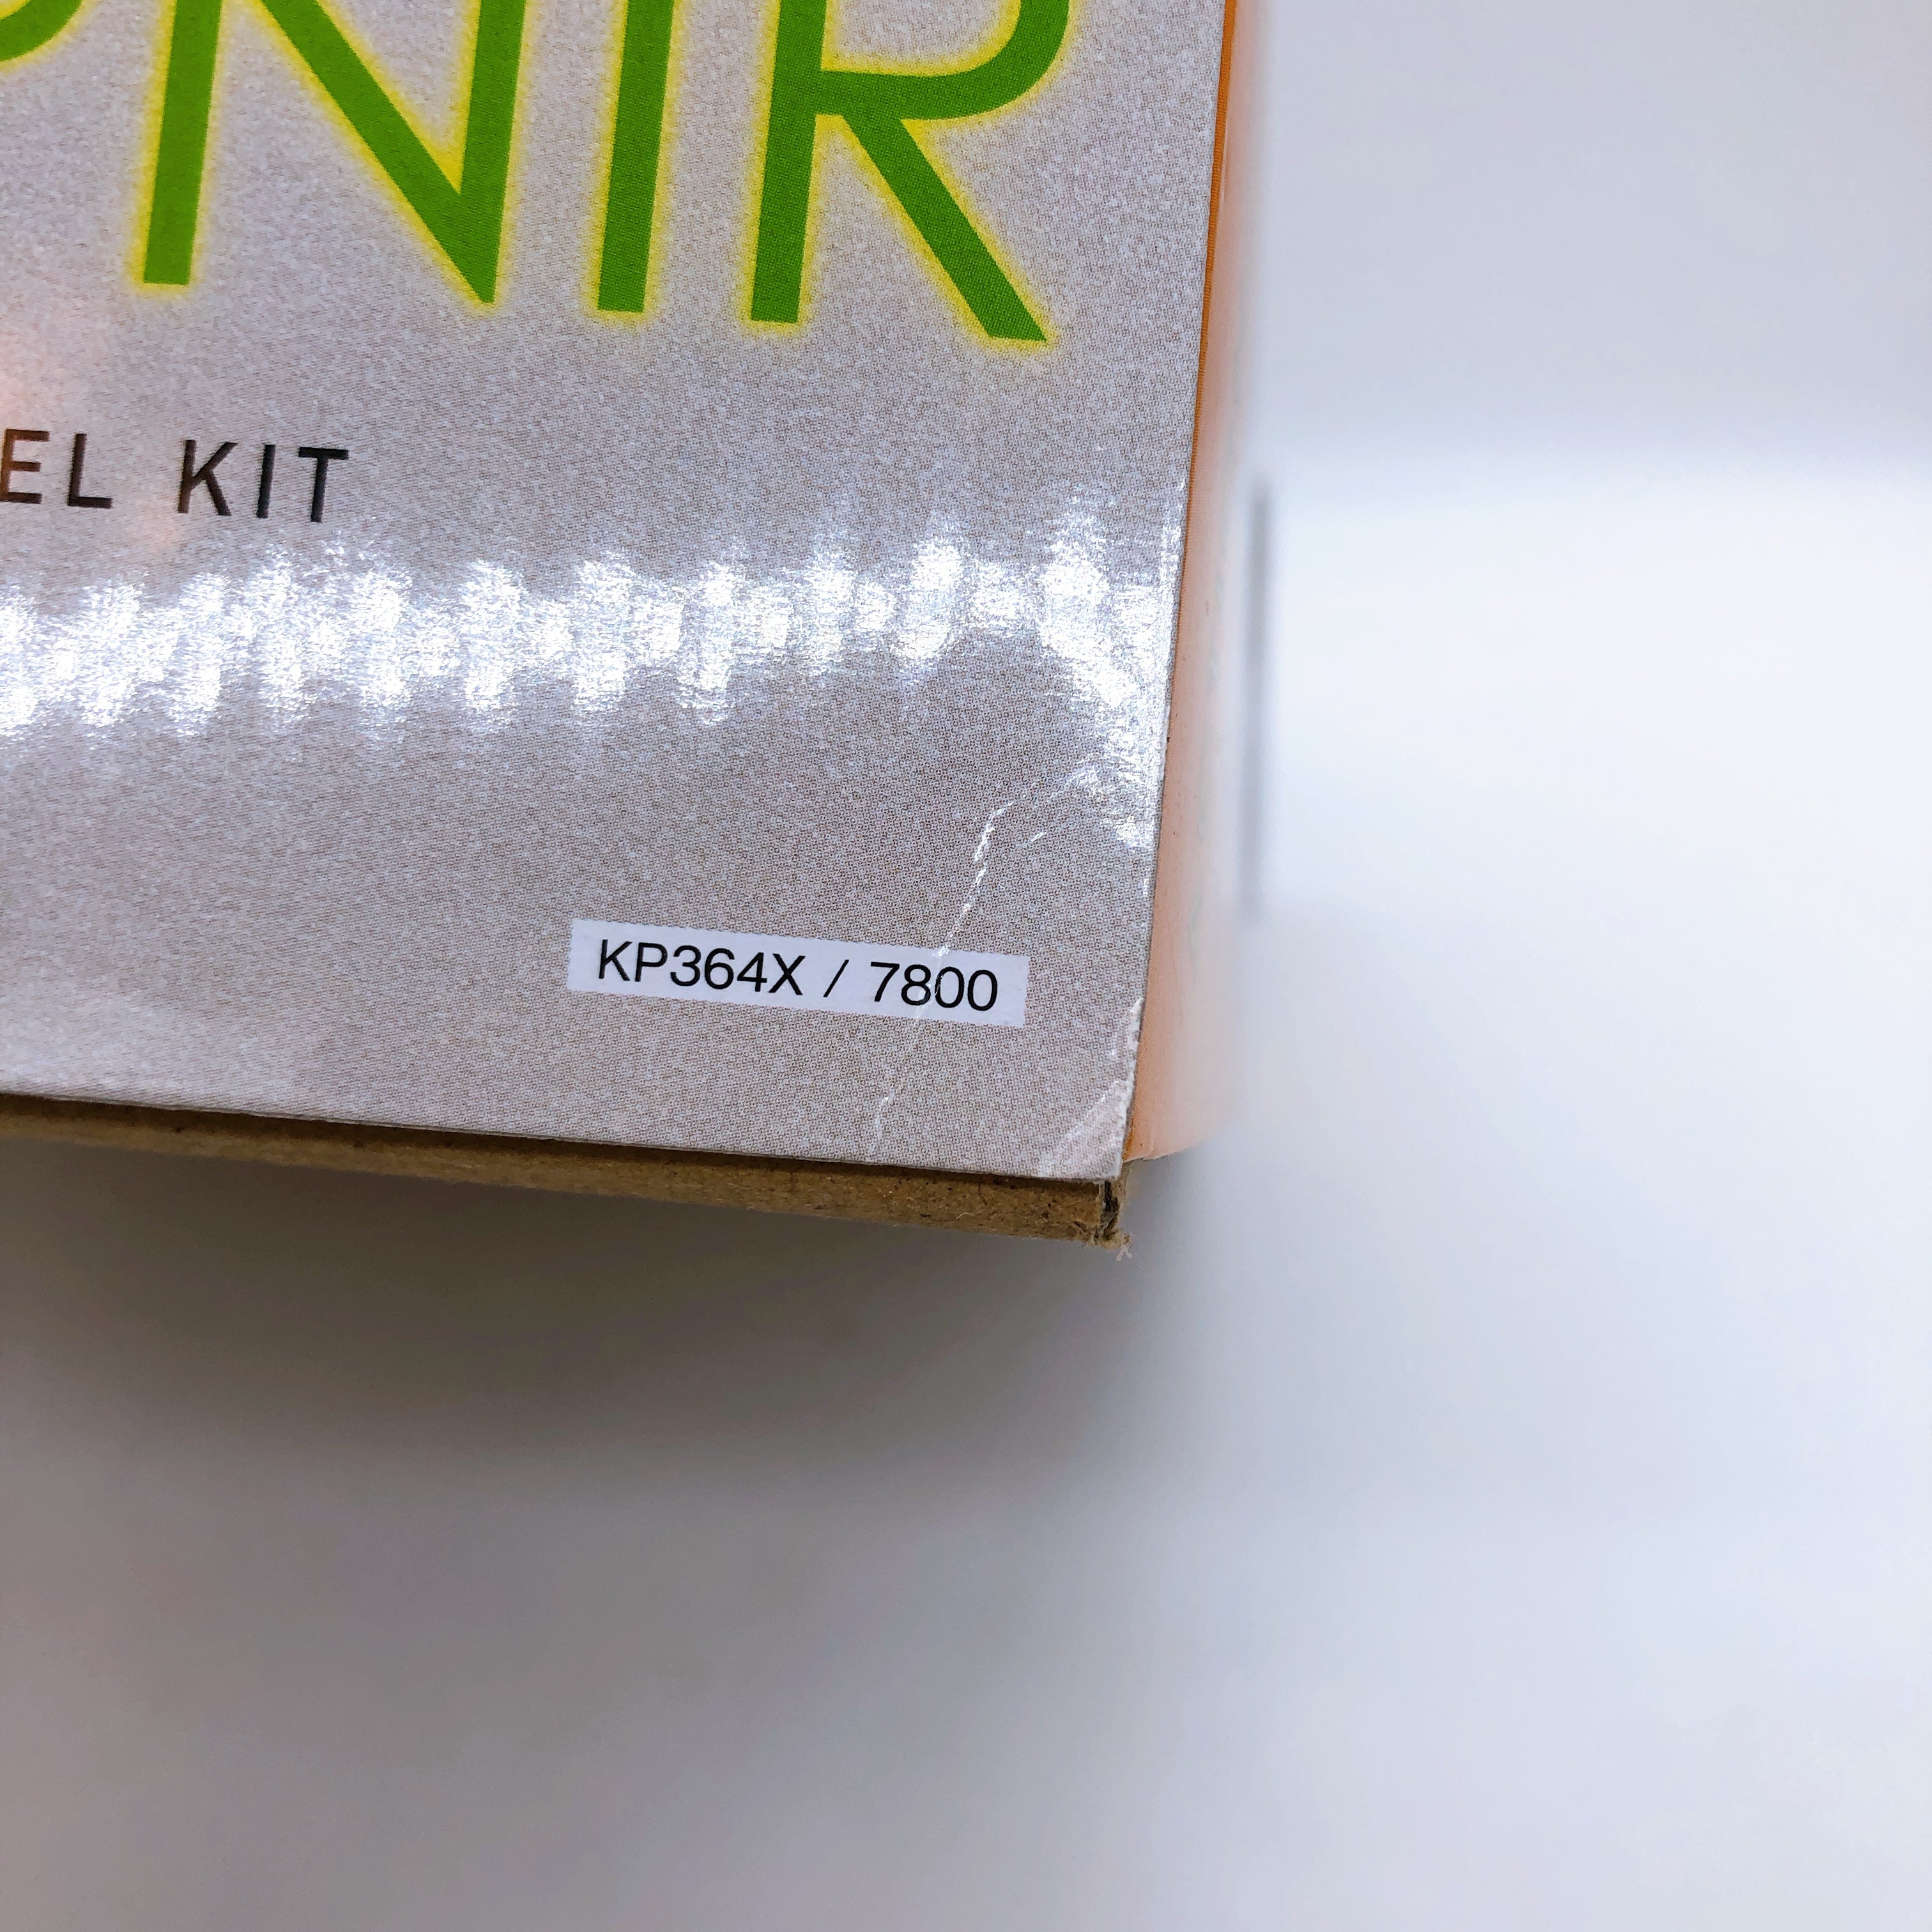 PNIR
EL KIT
KP364X / 7800